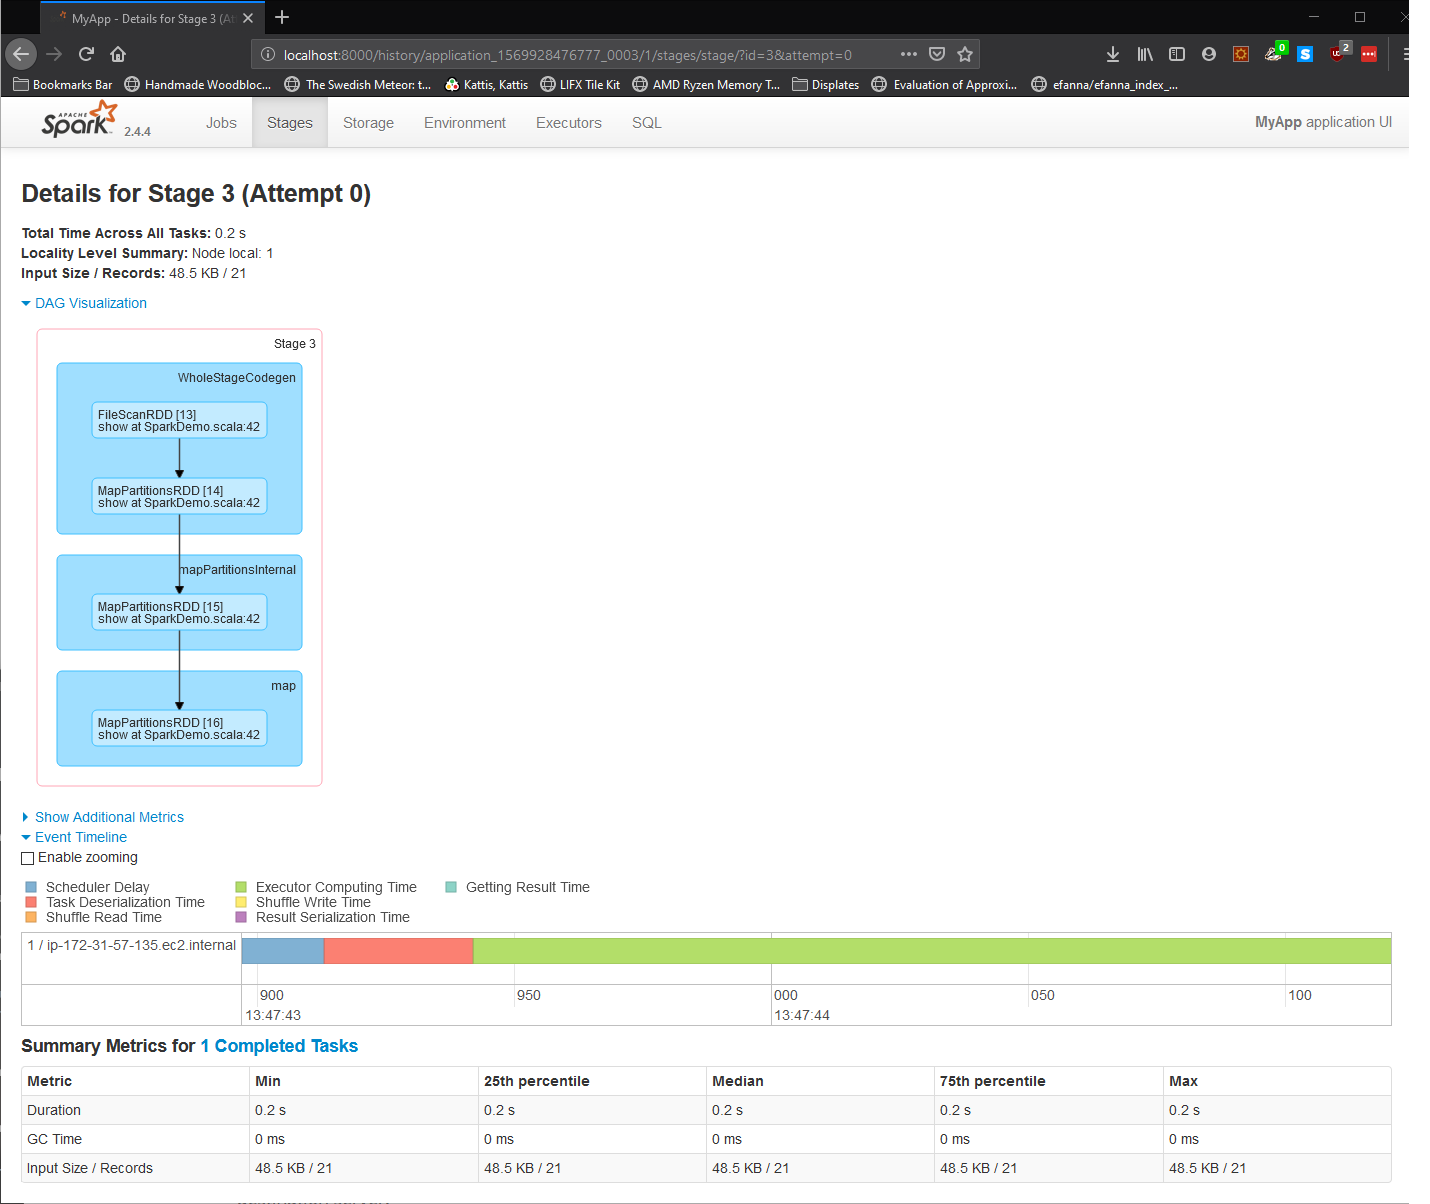 MyApp - Details for Stage 3 (At
localhost:8000/history/application_1569928476777_0003/1/stages/stage/?id=3&attempt=0
0
S
2
Bookmarks Bar Handmade Woodbloc... The Swedish Meteor: t... Kattis, Kattis LIFX Tile Kit AMD Ryzen Memory T... Displates Evaluation of Approxi... efanna/efanna_index_...
APACHE
Spark 2.4.4 Jobs Stages Storage Environment Executors SQL MyApp application UI
Details for Stage 3 (Attempt 0)
Total Time Across All Tasks: 0.2 s
Locality Level Summary: Node local: 1
Input Size / Records: 48.5 KB / 21
DAG Visualization
Stage 3
WholeStageCodegen
FileScanRDD [13]
show at SparkDemo.scala:42
MapPartitionsRDD [14]
show at SparkDemo.scala:42
mapPartitionsInternal
MapPartitionsRDD [15]
show at SparkDemo.scala:42
map
MapPartitionsRDD [16]
show at SparkDemo.scala:42
Show Additional Metrics
Event Timeline
Enable zooming
Scheduler Delay Executor Computing Time Getting Result Time
Task Deserialization Time Shuffle Write Time
Shuffle Read Time Result Serialization Time
1 / ip-172-31-57-135.ec2.internal
900 950 000 050 100
13:47:43 13:47:44
Summary Metrics for 1 Completed Tasks
Metric Min 25th percentile Median 75th percentile Max
Duration 0.2 s 0.2 s 0.2 s 0.2 s 0.2 s
GC Time 0 ms 0 ms 0 ms 0 ms 0 ms
Input Size / Records 48.5 KB / 21 48.5 KB / 21 48.5 KB / 21 48.5 KB / 21 48.5 KB / 21